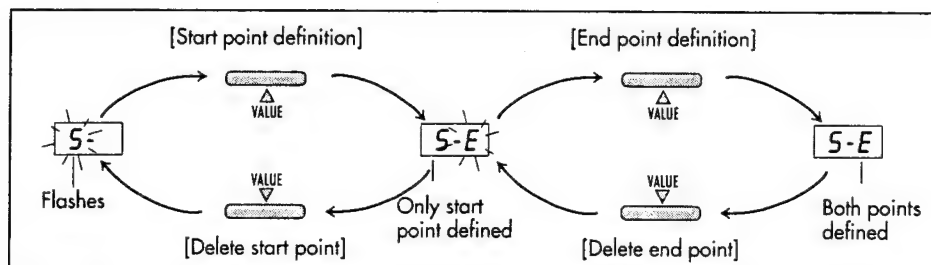 [Start point definition]
[End point definition]
VALUE
VALUE
S-
S-E
S-E
Flashes
VALUE
VALUE
Only start
point defined
Both points
defined
[Delete start point]
[Delete end point]